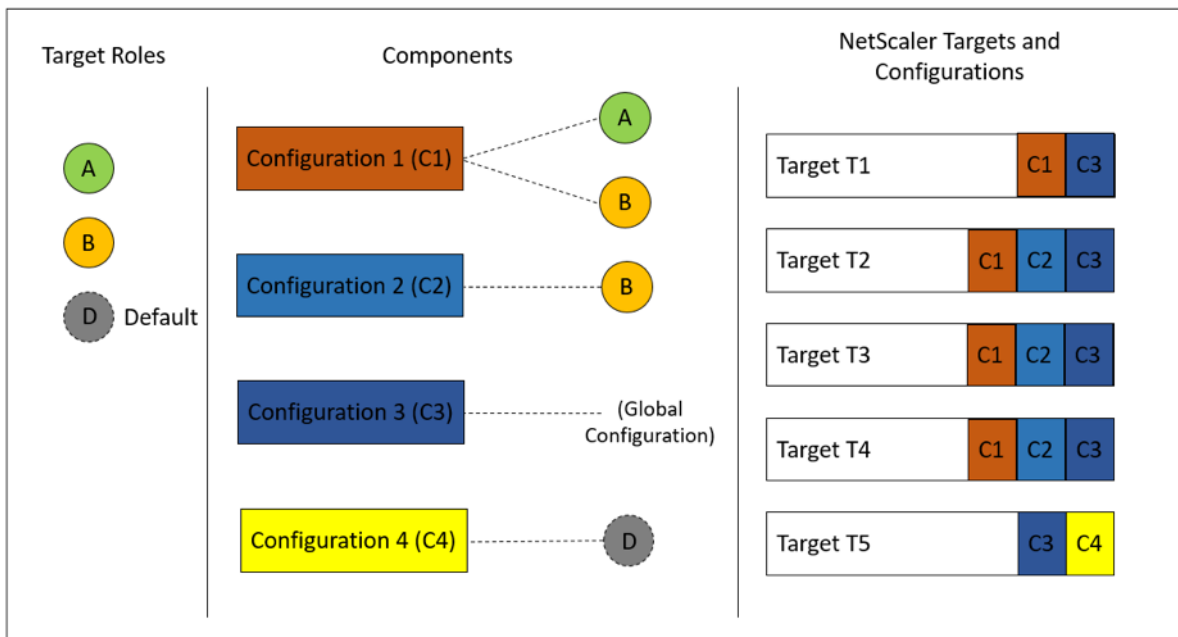 Target Roles
A
B
D Default
Components
Configuration 1 (C1)
A
B
Configuration 2 (C2)
B
Configuration 3 (C3)
(Global
Configuration)
Configuration 4 (C4)
D
NetScaler Targets and
Configurations
Target T1 C1 C3
Target T2 C1 C2 C3
Target T3 C1 C2 C3
Target T4 C1 C2 C3
Target T5 C3 C4